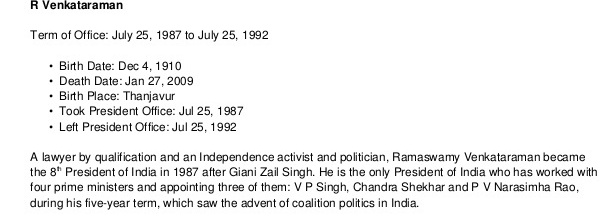 R Venkataraman
Term of Office: July 25, 1987 to July 25, 1992
• Birth Date: Dec 4, 1910
• Death Date: Jan 27, 2009
• Birth Place: Thanjavur
• Took President Office: Jul 25, 1987
• Left President Office: Jul 25, 1992
A lawyer by qualification and an Independence activist and politician, Ramaswamy Venkataraman became
the 8th President of India in 1987 after Giani Zail Singh. He is the only President of India who has worked with
four prime ministers and appointing three of them: V P Singh, Chandra Shekhar and P V Narasimha Rao,
during his five-year term, which saw the advent of coalition politics in India.